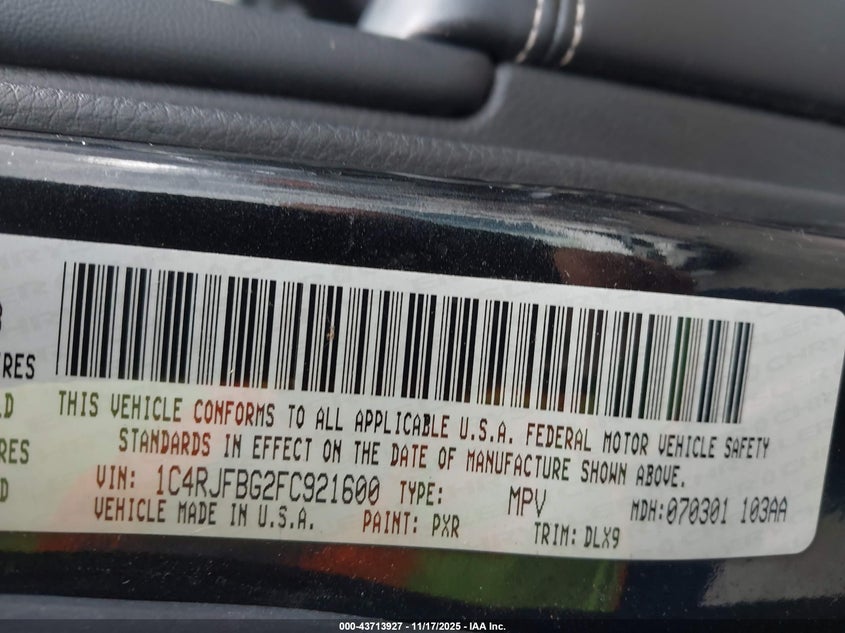 TRES
THIS VEHICLE CONFORMS TO ALL APPLICABLE U.S.A. FEDERAL MOTOR VEHICLE SAFETY
STANDARDS IN EFFECT ON THE DATE OF MANUFACTURE SHOWN ABOVE.
RES
VIN: 1C4RJFBG2FC921600 TYPE: MPV MDH:070301 103AA
VEHICLE MADE IN U.S.A. PAINT: PXR TRIM: DLX9
000-43713927 - 11/17/2025 - IAA Inc.